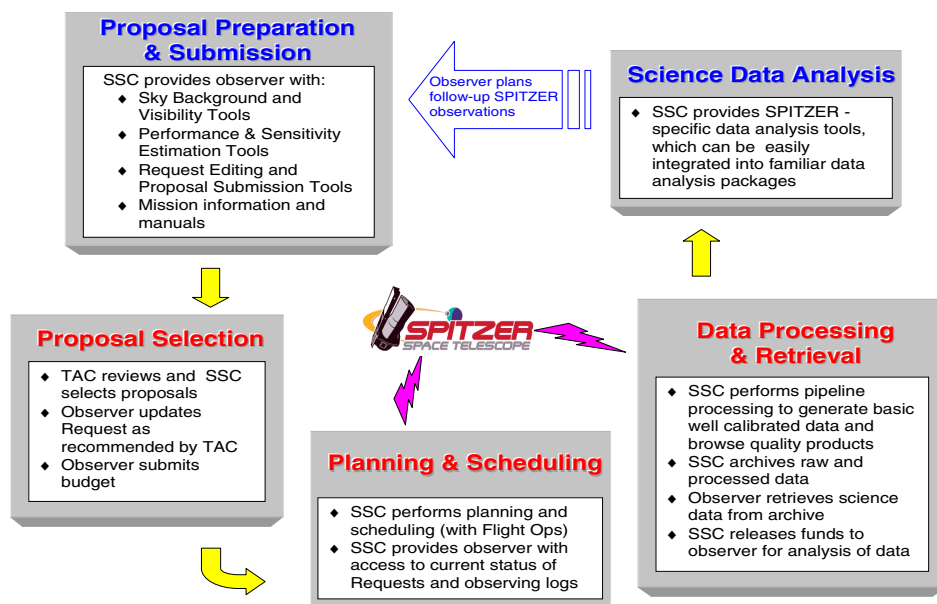 Proposal Preparation
& Submission
SSC provides observer with:
◆ Sky Background and
Visibility Tools
◆ Performance & Sensitivity
Estimation Tools
◆ Request Editing and
Proposal Submission Tools
◆ Mission information and
manuals
Observer plans
follow-up SPITZER
observations
Science Data Analysis
◆ SSC provides SPITZER -
specific data analysis tools,
which can be easily
integrated into familiar data
analysis packages
Proposal Selection
◆ TAC reviews and SSC
selects proposals
◆ Observer updates
Request as
recommended by TAC
◆ Observer submits
budget
SPITZER
SPACE TELESCOPE
Planning & Scheduling
◆ SSC performs planning and
scheduling (with Flight Ops)
◆ SSC provides observer with
access to current status of
Requests and observing logs
Data Processing
& Retrieval
◆ SSC performs pipeline
processing to generate basic
well calibrated data and
browse quality products
◆ SSC archives raw and
processed data
◆ Observer retrieves science
data from archive
◆ SSC releases funds to
observer for analysis of data